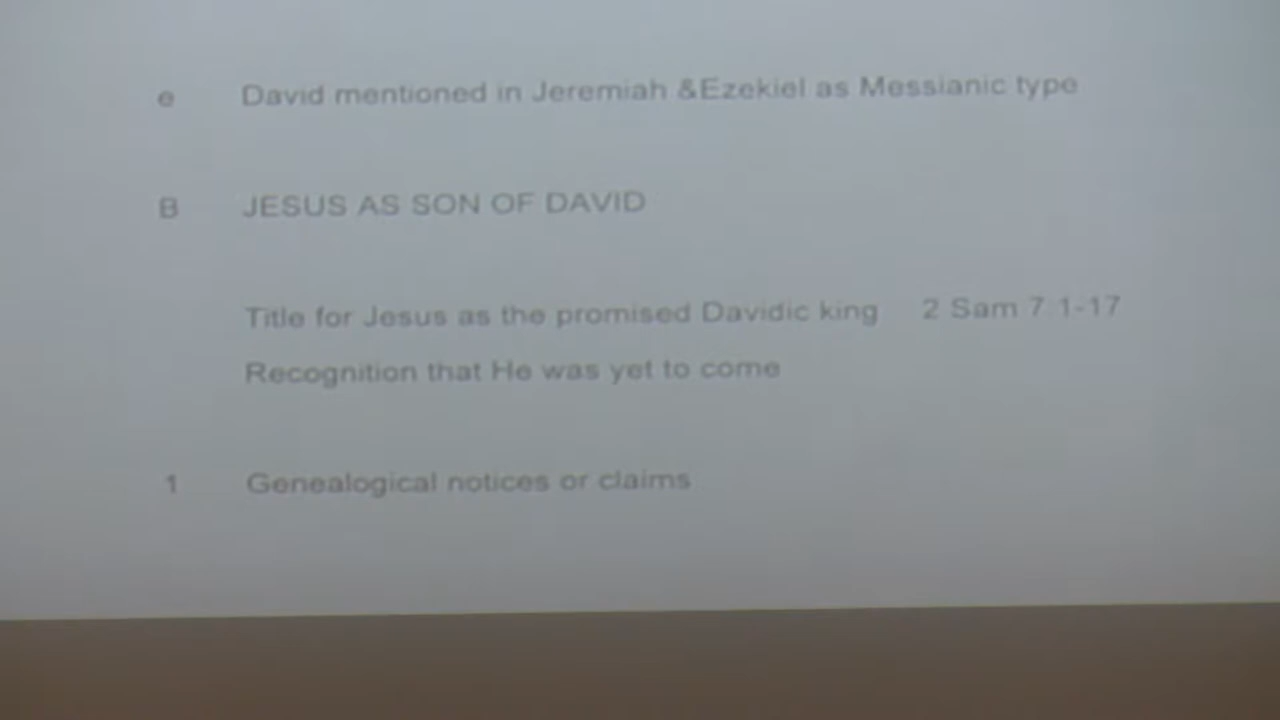 e David mentioned in Jeremiah &Ezekiel as Messianic type
B JESUS AS SON OF DAVID
Title for Jesus as the promised Davidic king 2 Sam 7 1-17
Recognition that He was yet to come
1 Genealogical notices or claims